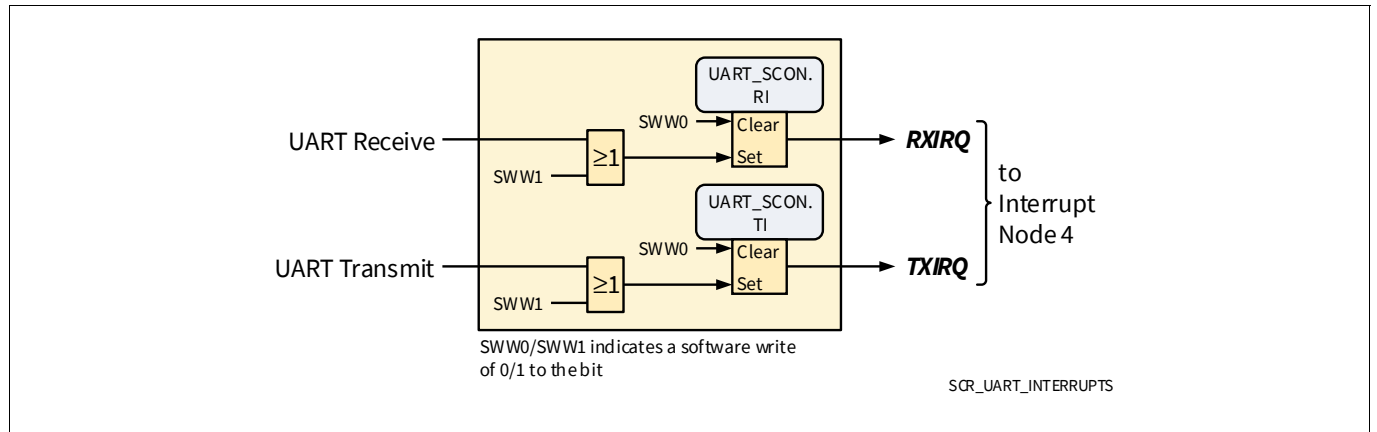 UART_SCON.
RI
SWW0
Clear
UART Receive
≥1
Set
SWW1
RXIRQ
UART_SCON.
TI
SWW0
Clear
UART Transmit
≥1
Set
SWW1
TXIRQ
to
Interrupt
Node 4
SWW0/SWW1 indicates a software write
of 0/1 to the bit
SCR_UART_INTERRUPTS